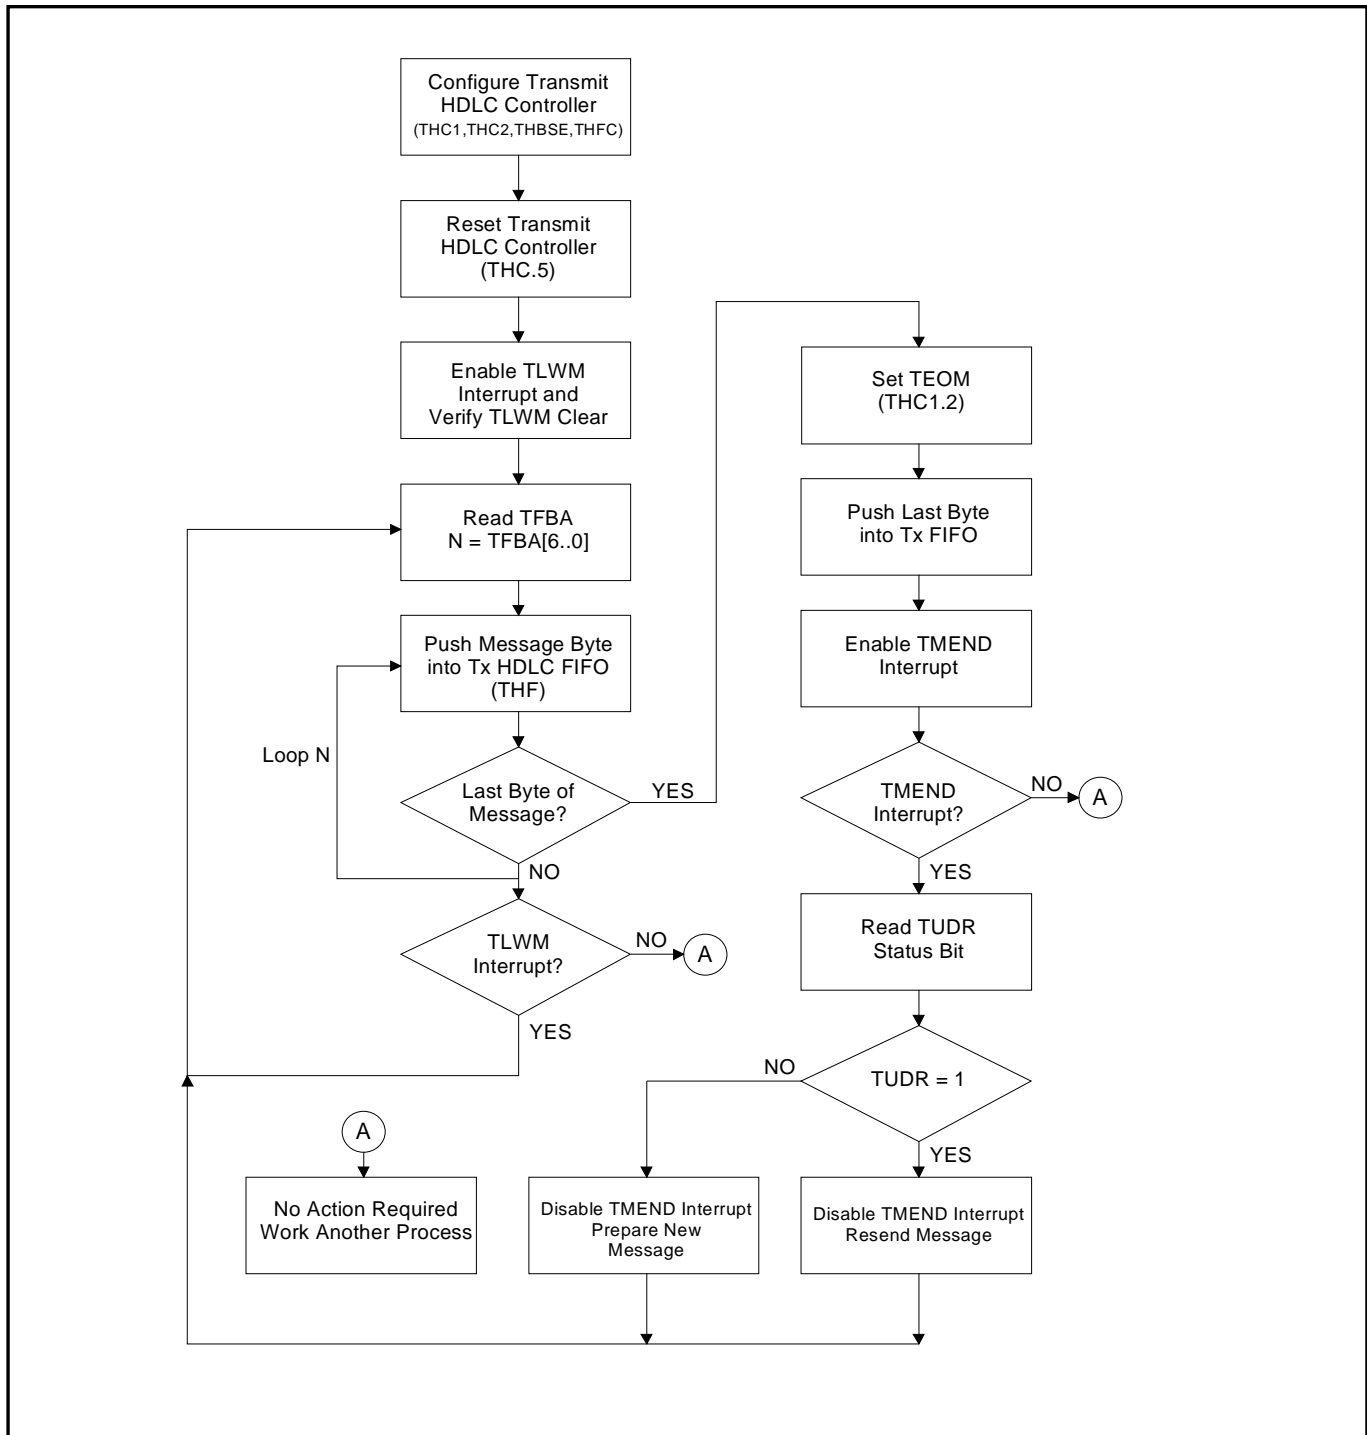 Configure Transmit
HDLC Controller
(THC1,THC2,THBSE,THFC)
Reset Transmit
HDLC Controller
(THC.5)
Enable TLWM
Interrupt and
Verify TLWM Clear
Read TFBA
N = TFBA[6..0]
Push Message Byte
into Tx HDLC FIFO
(THF)
Loop N
Last Byte of
Message?
YES
NO
TLWM
Interrupt?
NO
A
YES
A
No Action Required
Work Another Process
Set TEOM
(THC1.2)
Push Last Byte
into Tx FIFO
Enable TMEND
Interrupt
TMEND
Interrupt?
NO
A
YES
Read TUDR
Status Bit
TUDR = 1
NO
YES
Disable TMEND Interrupt
Prepare New
Message
Disable TMEND Interrupt
Resend Message